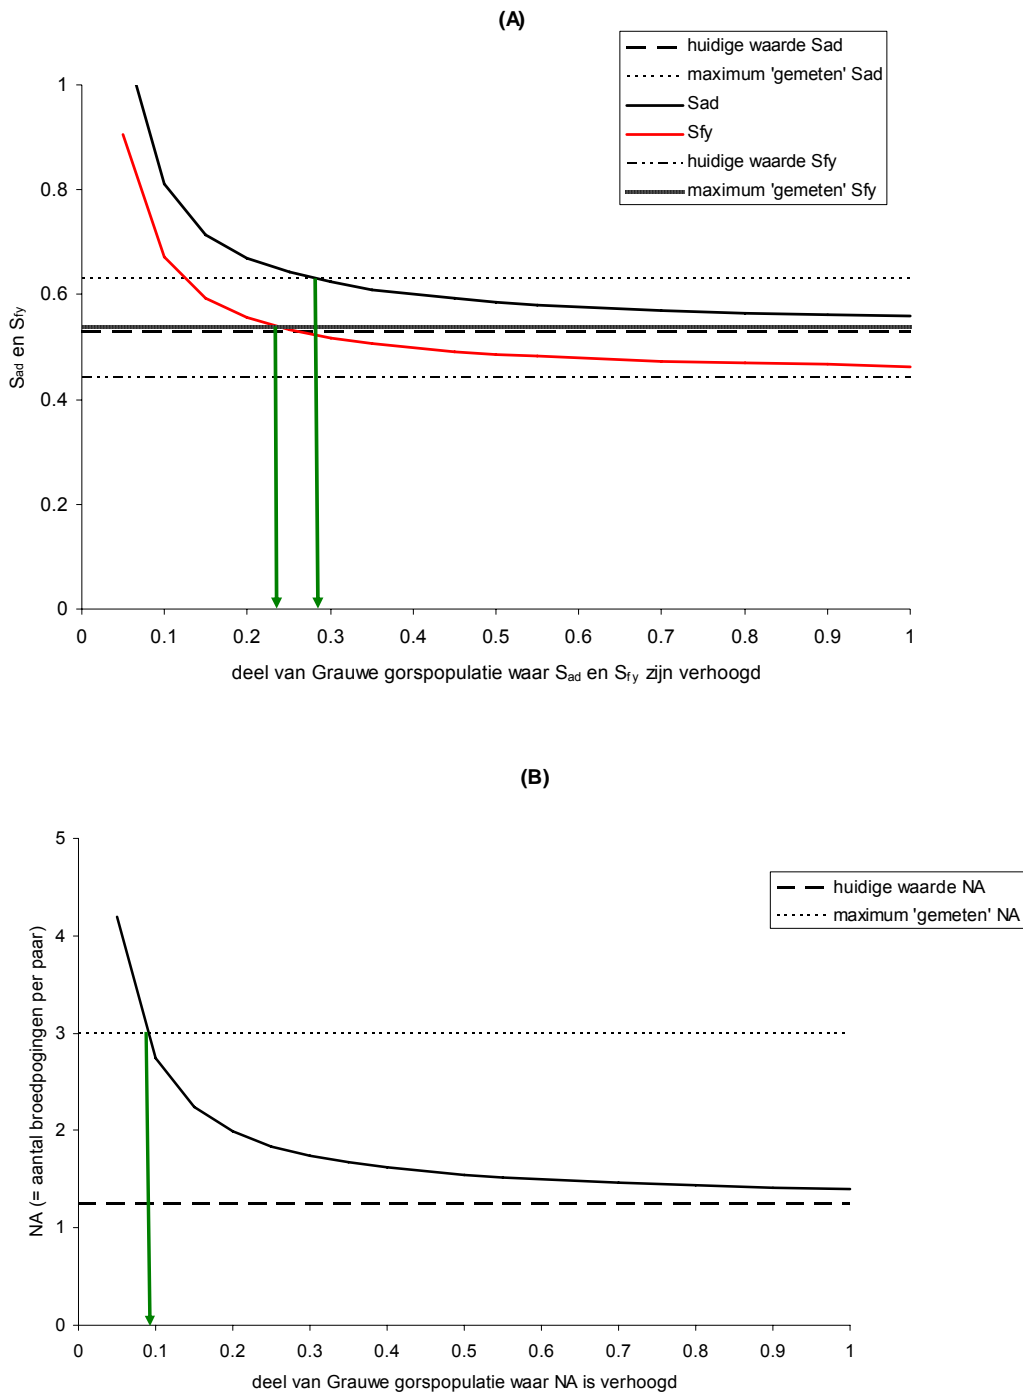 (A)
huidige waarde Sad
maximum 'gemeten' Sad
Sad
Sfy
huidige waarde Sfy
maximum 'gemeten' Sfy
1
0.8
0.6
0.4
0.2
0
Sad en Sfy
0 0.1 0.2 0.3 0.4 0.5 0.6 0.7 0.8 0.9 1
deel van Grauwe gorspopulatie waar Sad en Sfy zijn verhoogd
(B)
huidige waarde NA
maximum 'gemeten' NA
5
4
3
2
1
0
NA (= aantal broedpogingen per paar)
0 0.1 0.2 0.3 0.4 0.5 0.6 0.7 0.8 0.9 1
deel van Grauwe gorspopulatie waar NA is verhoogd